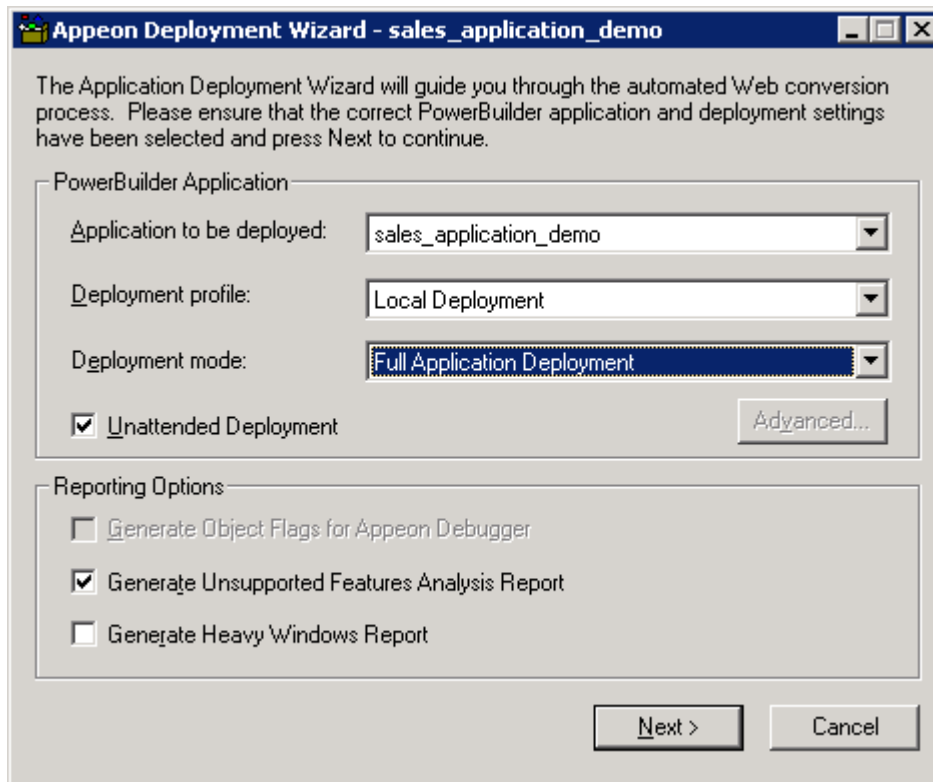 Appeon Deployment Wizard - sales_application_demo
The Application Deployment Wizard will guide you through the automated Web conversion
process. Please ensure that the correct PowerBuilder application and deployment settings
have been selected and press Next to continue.
PowerBuilder Application
Application to be deployed:
sales_application_demo
Deployment profile:
Local Deployment
Deployment mode:
Full Application Deployment
Unattended Deployment
Advanced...
Reporting Options
Generate Object Flags for Appeon Debugger
Generate Unsupported Features Analysis Report
Generate Heavy Windows Report
Next >
Cancel